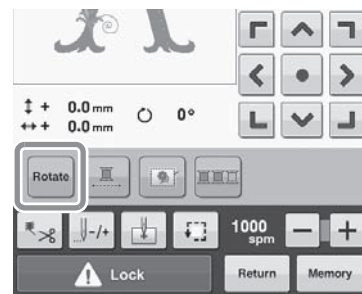 ↕ + 0.0 mm ↻ 0°
↔ + 0.0 mm
Rotate
-/+
1000 spm − +
Lock
Return
Memory